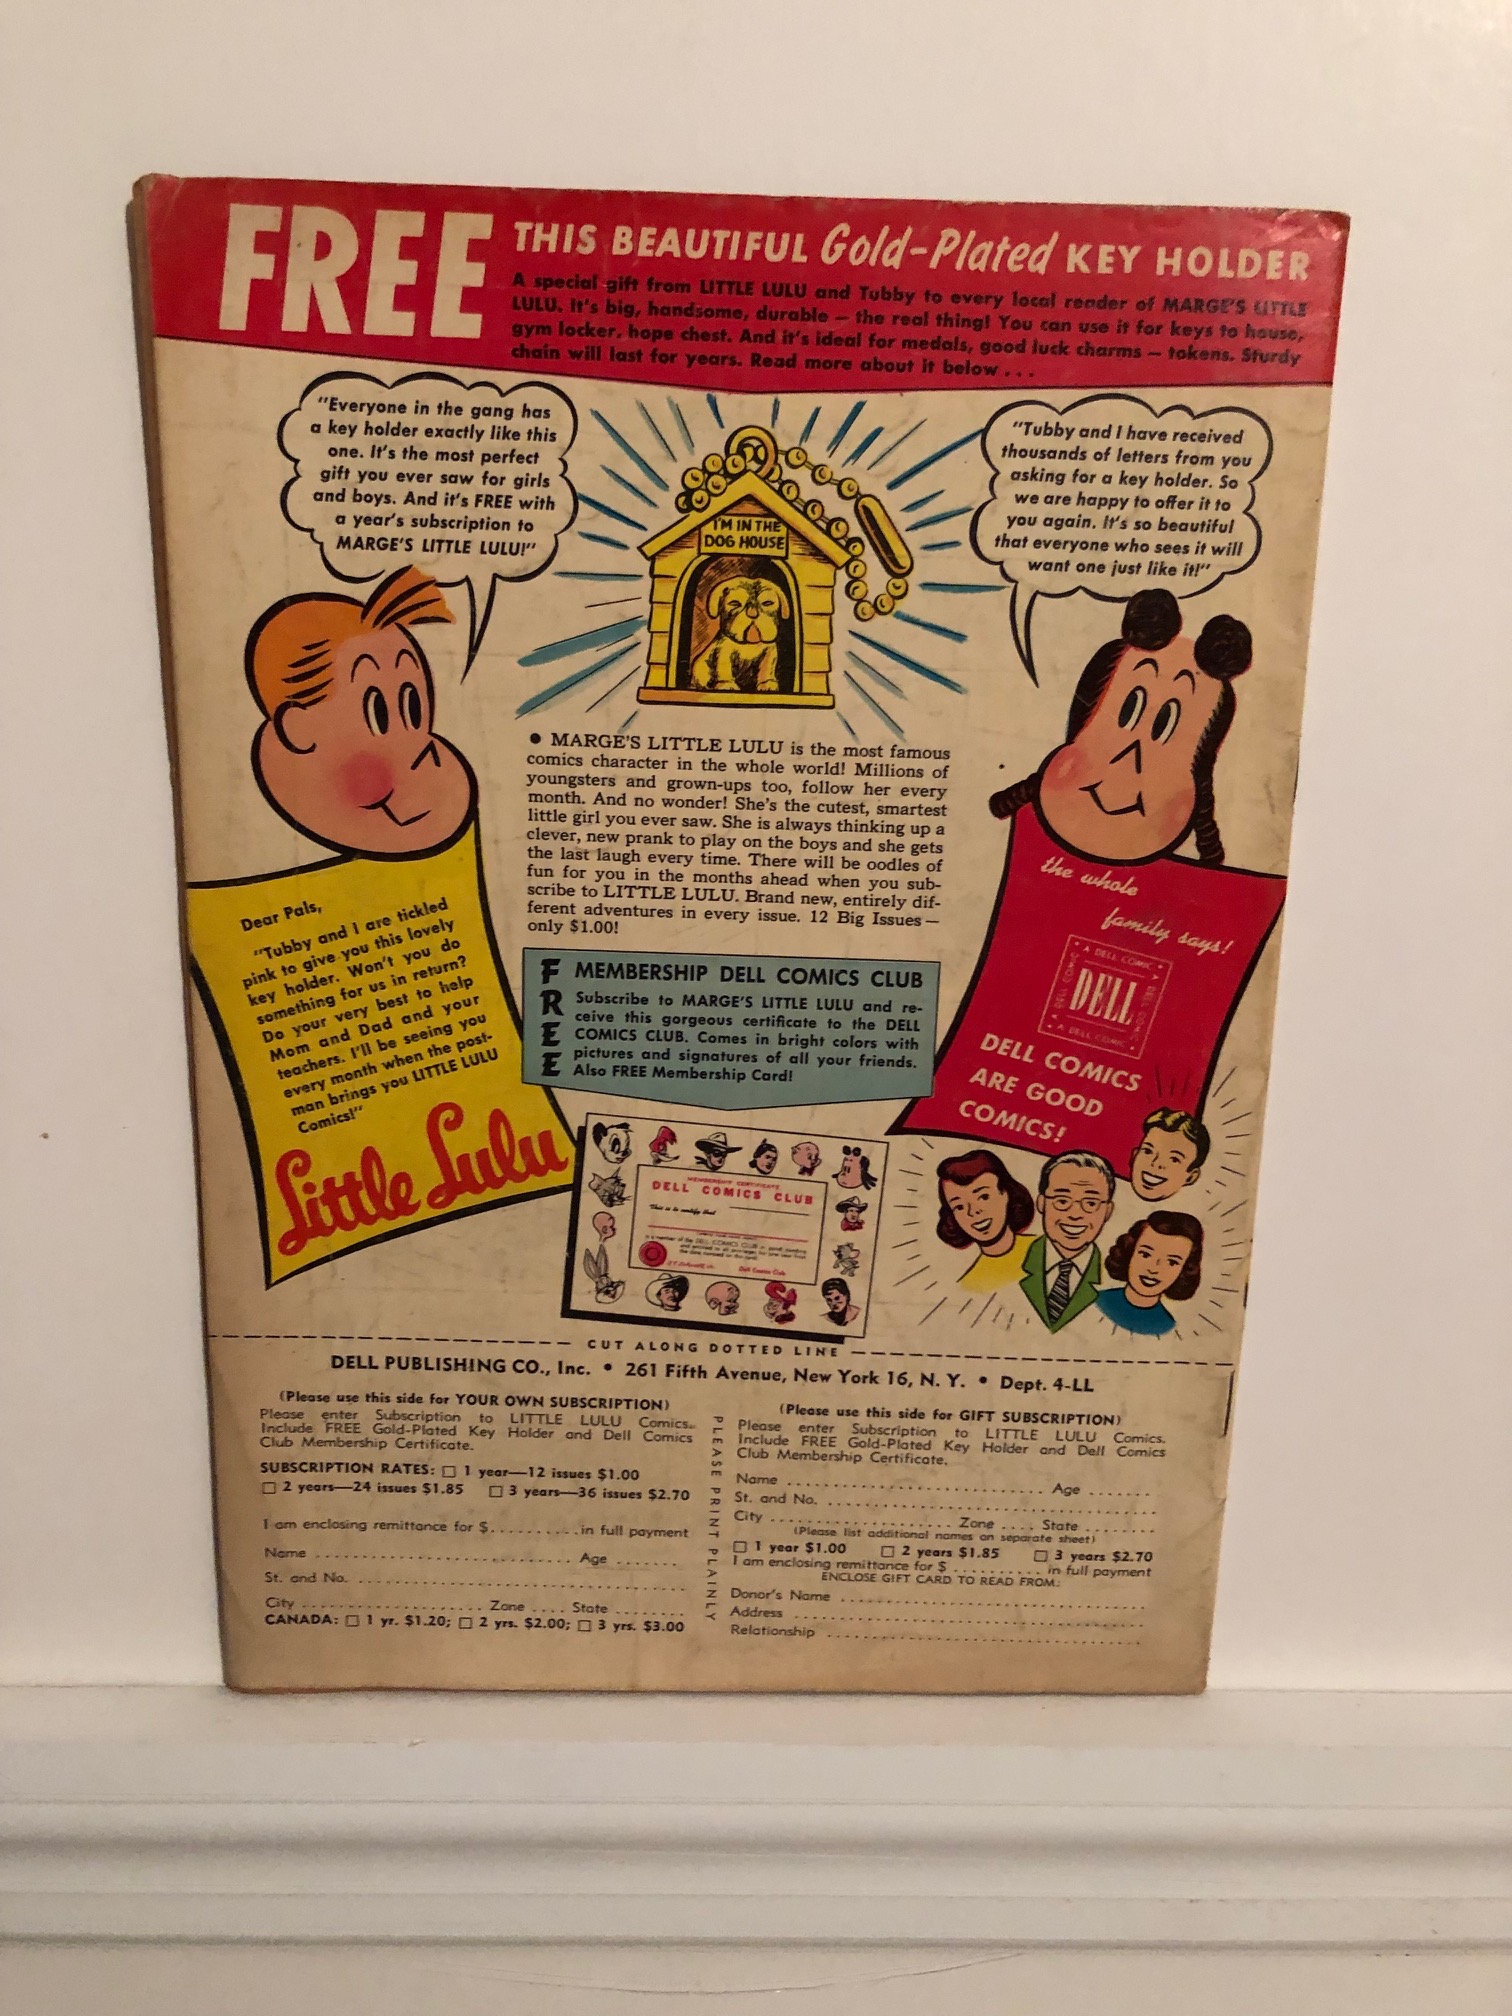 FREE
THIS BEAUTIFUL Gold-Plated KEY HOLDER
A special gift from LITTLE LULU and Tubby to every local reader of MARGE'S LITTLE
LULU. It's big, handsome, durable — the real thing! You can use it for keys to house,
gym locker, hope chest. And it's ideal for medals, good luck charms — tokens. Sturdy
chain will last for years. Read more about it below . . .
"Everyone in the gang has
a key holder exactly like this
one. It's the most perfect
gift you ever saw for girls
and boys. And it's FREE with
a year's subscription to
MARGE'S LITTLE LULU!"
I'M IN THE
DOG HOUSE
"Tubby and I have received
thousands of letters from you
asking for a key holder. So
we are happy to offer it to
you again. It's so beautiful
that everyone who sees it will
want one just like it!"
• MARGE'S LITTLE LULU is the most famous
comics character in the whole world! Millions of
youngsters and grown-ups too, follow her every
month. And no wonder! She's the cutest, smartest
little girl you ever saw. She is always thinking up a
clever, new prank to play on the boys and she gets
the last laugh every time. There will be oodles of
fun for you in the months ahead when you sub-
scribe to LITTLE LULU. Brand new, entirely dif-
ferent adventures in every issue. 12 Big Issues —
only $1.00!
Dear Pals,
"Tubby and I are tickled
pink to give you this lovely
key holder. Won't you do
something for us in return?
Do your very best to help
Mom and Dad and your
teachers. I'll be seeing you
every month when the post-
man brings you LITTLE LULU
Comics!"
Little Lulu
FREE
MEMBERSHIP DELL COMICS CLUB
Subscribe to MARGE'S LITTLE LULU and re-
ceive this gorgeous certificate to the DELL
COMICS CLUB. Comes in bright colors with
pictures and signatures of all your friends.
Also FREE Membership Card!
the whole
family says!
A DELL COMIC
DELL COMIC
DELL
DELL COMIC
A DELL COMIC
DELL COMICS
ARE GOOD
COMICS!
MEMBERSHIP CERTIFICATE
DELL COMICS CLUB
This is to certify that
Dell Comics Club
CUT ALONG DOTTED LINE
DELL PUBLISHING CO., Inc. • 261 Fifth Avenue, New York 16, N. Y. • Dept. 4-LL
(Please use this side for YOUR OWN SUBSCRIPTION)
Please enter Subscription to LITTLE LULU Comics.
Include FREE Gold-Plated Key Holder and Dell Comics
Club Membership Certificate.
SUBSCRIPTION RATES: □ 1 year—12 issues $1.00
□ 2 years—24 issues $1.85 □ 3 years—36 issues $2.70
I am enclosing remittance for $..........in full payment
Name .................................. Age .......
St. and No. ............................................
City ........................ Zone .... State ........
CANADA: □ 1 yr. $1.20; □ 2 yrs. $2.00; □ 3 yrs. $3.00
PLEASE PRINT PLAINLY
(Please use this side for GIFT SUBSCRIPTION)
Please enter Subscription to LITTLE LULU Comics.
Include FREE Gold-Plated Key Holder and Dell Comics
Club Membership Certificate.
Name .................................. Age .......
St. and No. ............................................
City ........................ Zone .... State ........
(Please list additional names on separate sheet)
□ 1 year $1.00 □ 2 years $1.85 □ 3 years $2.70
I am enclosing remittance for $ .......... in full payment
ENCLOSE GIFT CARD TO READ FROM:
Donor's Name ........................................
Address ..............................................
Relationship ..........................................